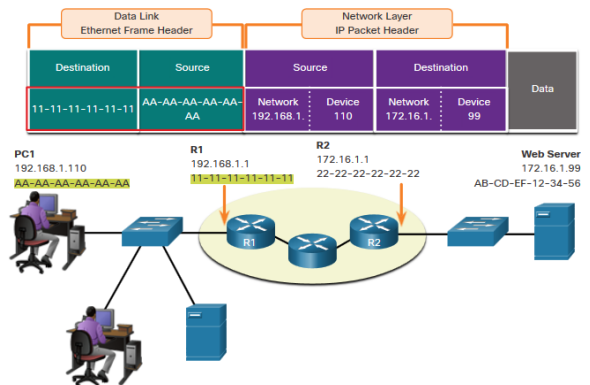 Data Link
Ethernet Frame Header
Network Layer
IP Packet Header
Destination
Source
Source
Destination
Data
11-11-11-11-11-11
AA-AA-AA-AA-AA-
AA
Network
192.168.1.
Device
110
Network
172.16.1.
Device
99
PC1
192.168.1.110
AA-AA-AA-AA-AA-AA
R1
192.168.1.1
11-11-11-11-11-11
R2
172.16.1.1
22-22-22-22-22-22
Web Server
172.16.1.99
AB-CD-EF-12-34-56
R1
R2